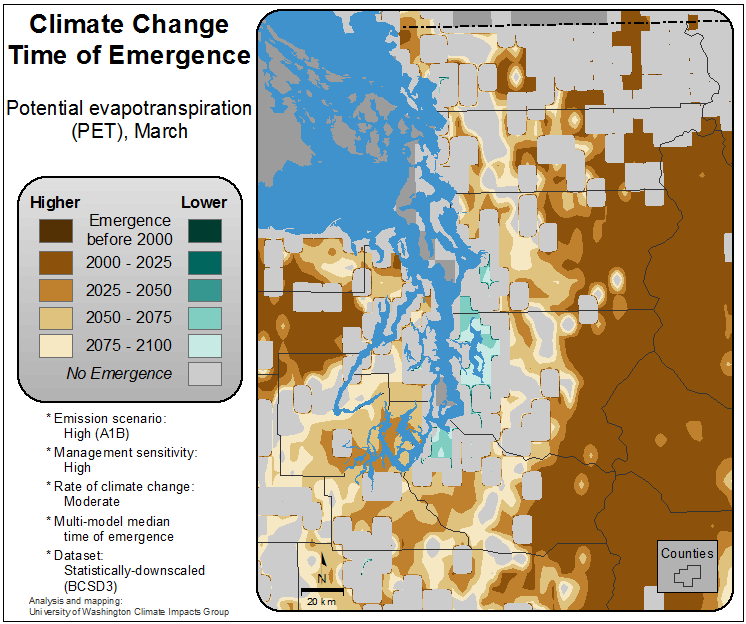 Climate Change
Time of Emergence
Potential evapotranspiration
(PET), March
Higher
Lower
Emergence
before 2000
2000 - 2025
2025 - 2050
2050 - 2075
2075 - 2100
No Emergence
* Emission scenario:
High (A1B)
* Management sensitivity:
High
* Rate of climate change:
Moderate
* Multi-model median
time of emergence
* Dataset:
Statistically-downscaled
(BCSD3)
Analysis and mapping:
University of Washington Climate Impacts Group
N
20 km
Counties